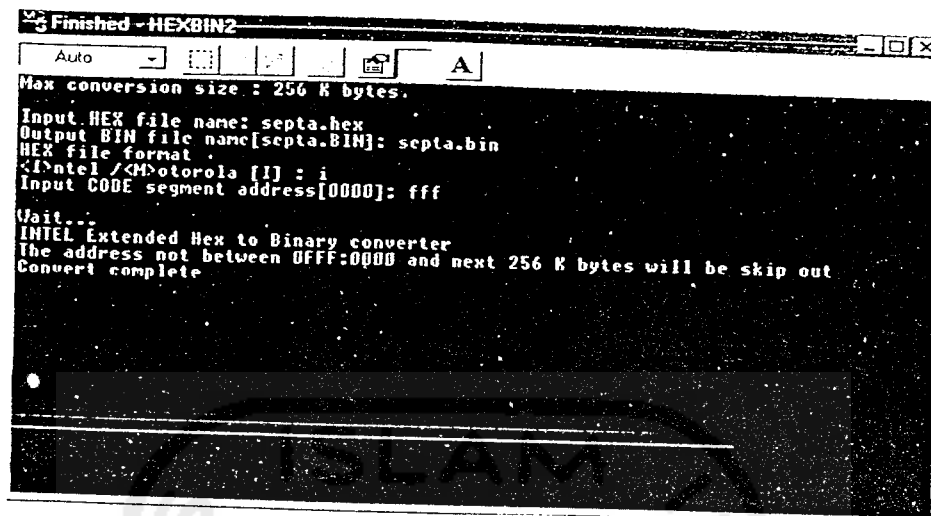 Finished - HEXBIN2
Auto
A
Max conversion size : 256 K bytes.
Input HEX file name: septa.hex
Output BIN file name[septa.BIN]: septa.bin
HEX file format
<I>ntel /<M>otorola [I] : i
Input CODE segment address[0000]: fff
Wait...
INTEL Extended Hex to Binary converter
The address not between 0FFF:0000 and next 256 K bytes will be skip out
Convert complete
ISLAM